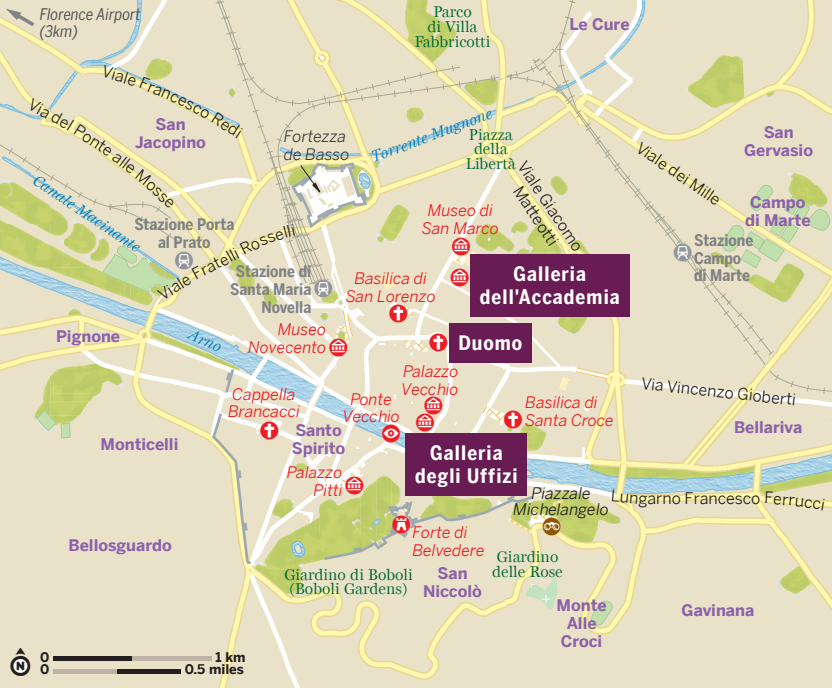 Florence Airport
(3km)
Parco
di Villa
Fabbricotti
Le Cure
Viale Francesco Redi
San
Jacopino
Via del Ponte alle Mosse
Fortezza
de Basso
Torrente Mugnone
Piazza
della
Libertà
Viale Giacomo
Matteotti
Viale dei Mille
San
Gervasio
Campo
di Marte
Canale Macinante
Stazione Porta
al Prato
Viale Fratelli Rosselli
Museo di
San Marco
Stazione
Campo
di Marte
Stazione di
Santa Maria
Novella
Basilica di
San Lorenzo
Galleria
dell'Accademia
Pignone
Arno
Museo
Novecento
Duomo
Palazzo
Vecchio
Via Vincenzo Gioberti
Cappella
Brancacci
Ponte
Vecchio
Basilica di
Santa Croce
Monticelli
Santo
Spirito
Bellariva
Galleria
degli Uffizi
Palazzo
Pitti
Piazzale
Michelangelo
Lungarno Francesco Ferrucci
Bellosguardo
Forte di
Belvedere
Giardino di Boboli
(Boboli Gardens)
San
Niccolò
Giardino
delle Rose
Monte
Alle
Croci
Gavinana
N
0 1 km
0 0.5 miles